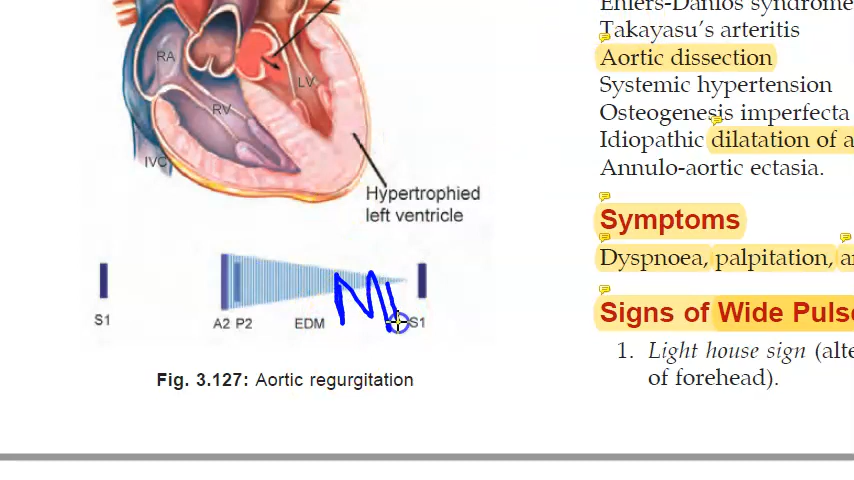 RA
LV
RV
IVC
Hypertrophied
left ventricle
S1
A2 P2
EDM
S1
Fig. 3.127: Aortic regurgitation
Ehlers-Danlos syndrome
Takayasu's arteritis
Aortic dissection
Systemic hypertension
Osteogenesis imperfecta
Idiopathic dilatation of a
Annulo-aortic ectasia.
Symptoms
Dyspnoea, palpitation, a
Signs of Wide Puls
1. Light house sign (alte
of forehead).